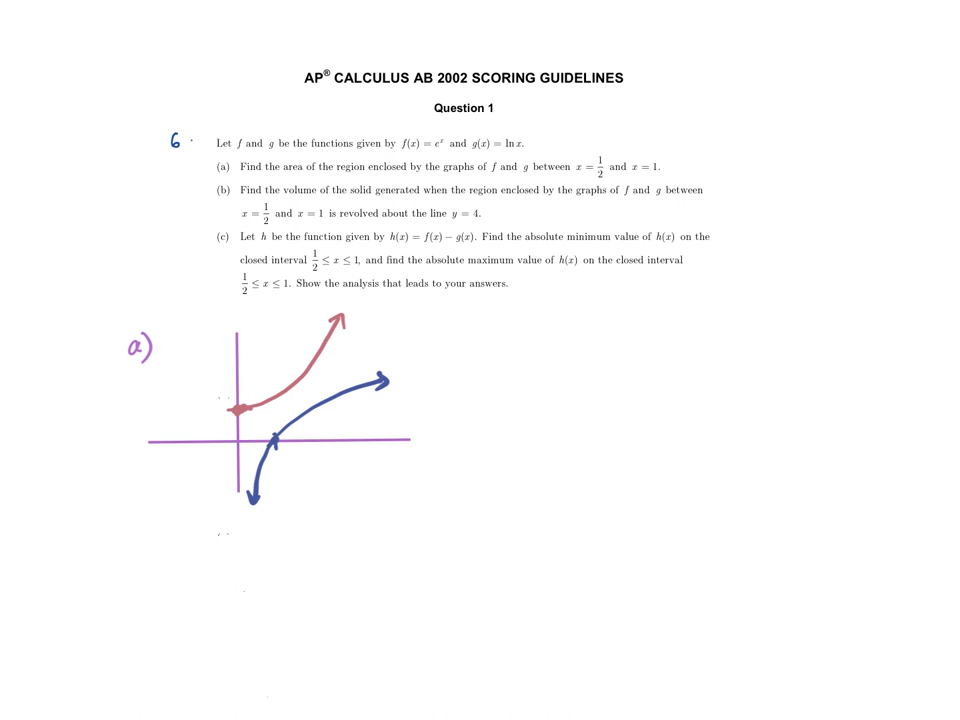 AP® CALCULUS AB 2002 SCORING GUIDELINES
Question 1
6.
Let f and g be the functions given by f(x) = e^x and g(x) = ln x.
(a) Find the area of the region enclosed by the graphs of f and g between x = 1/2 and x = 1.
(b) Find the volume of the solid generated when the region enclosed by the graphs of f and g between
x = 1/2 and x = 1 is revolved about the line y = 4.
(c) Let h be the function given by h(x) = f(x) − g(x). Find the absolute minimum value of h(x) on the
closed interval 1/2 ≤ x ≤ 1, and find the absolute maximum value of h(x) on the closed interval
1/2 ≤ x ≤ 1. Show the analysis that leads to your answers.
a)